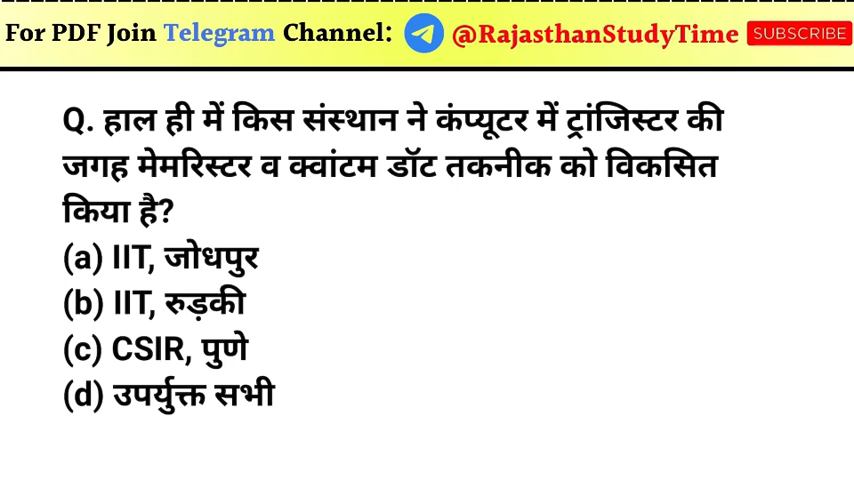 For PDF Join Telegram Channel: @RajasthanStudyTime SUBSCRIBE
Q. हाल ही में किस संस्थान ने कंप्यूटर में ट्रांजिस्टर की
जगह मेमरिस्टर व क्वांटम डॉट तकनीक को विकसित
किया है?
(a) IIT, जोधपुर
(b) IIT, रुड़की
(c) CSIR, पुणे
(d) उपर्युक्त सभी